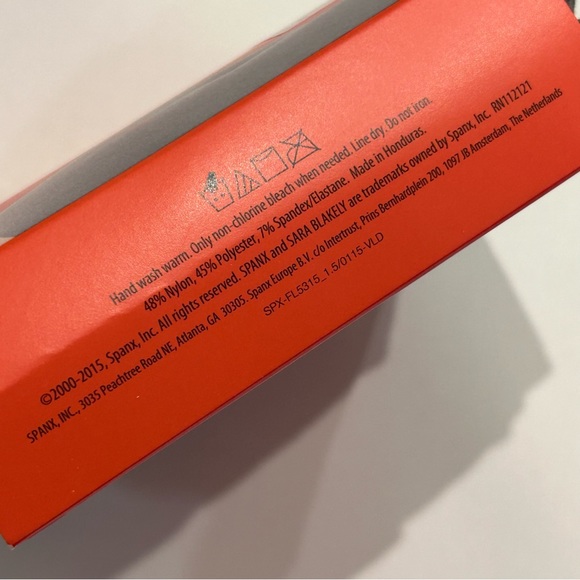 Hand wash warm. Only non-chlorine bleach when needed. Line dry. Do not iron.
48% Nylon, 45% Polyester, 7% Spandex/Elastane. Made in Honduras.
©2000-2015, Spanx, Inc. All rights reserved. SPANX and SARA BLAKELY are trademarks owned by Spanx, Inc. RN112121
SPANX, INC., 3035 Peachtree Road NE, Atlanta, GA 30305. Spanx Europe B.V. c/o Intertrust, Prins Bernhardplein 200, 1097 JB Amsterdam, The Netherlands
SPX-FL5315_1.5/0115-VLD